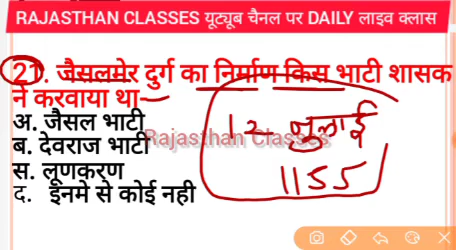 RAJASTHAN CLASSES यूट्यूब चैनल पर DAILY लाइव क्लास
21. जैसलमेर दुर्ग का निर्माण किस भाटी शासक
ने करवाया था
अ. जैसल भाटी
ब. देवराज भाटी
स. लूणकरण
द. इनमे से कोई नही
Rajasthan Classes
12 जुलाई
1155